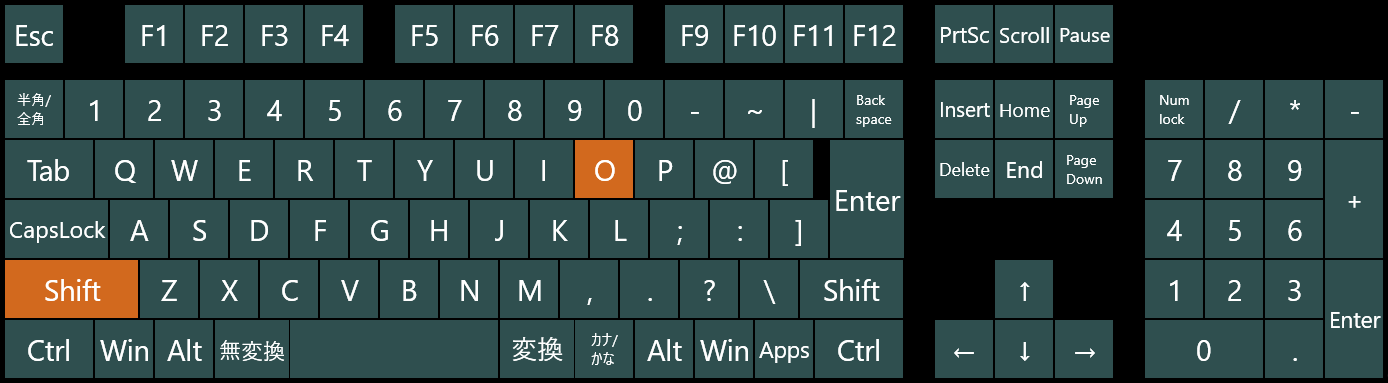 Esc F1 F2 F3 F4 F5 F6 F7 F8 F9 F10 F11 F12 PrtSc Scroll Pause
半角/
全角 1 2 3 4 5 6 7 8 9 0 - ~ | Back
space Insert Home Page
Up Num
lock / * -
Tab Q W E R T Y U I O P @ [ Enter Delete End Page
Down 7 8 9 +
CapsLock A S D F G H J K L ; : ] 4 5 6
Shift Z X C V B N M , . ? \ Shift ↑ 1 2 3 Enter
Ctrl Win Alt 無変換 変換 カナ/
かな Alt Win Apps Ctrl ← ↓ → 0 .